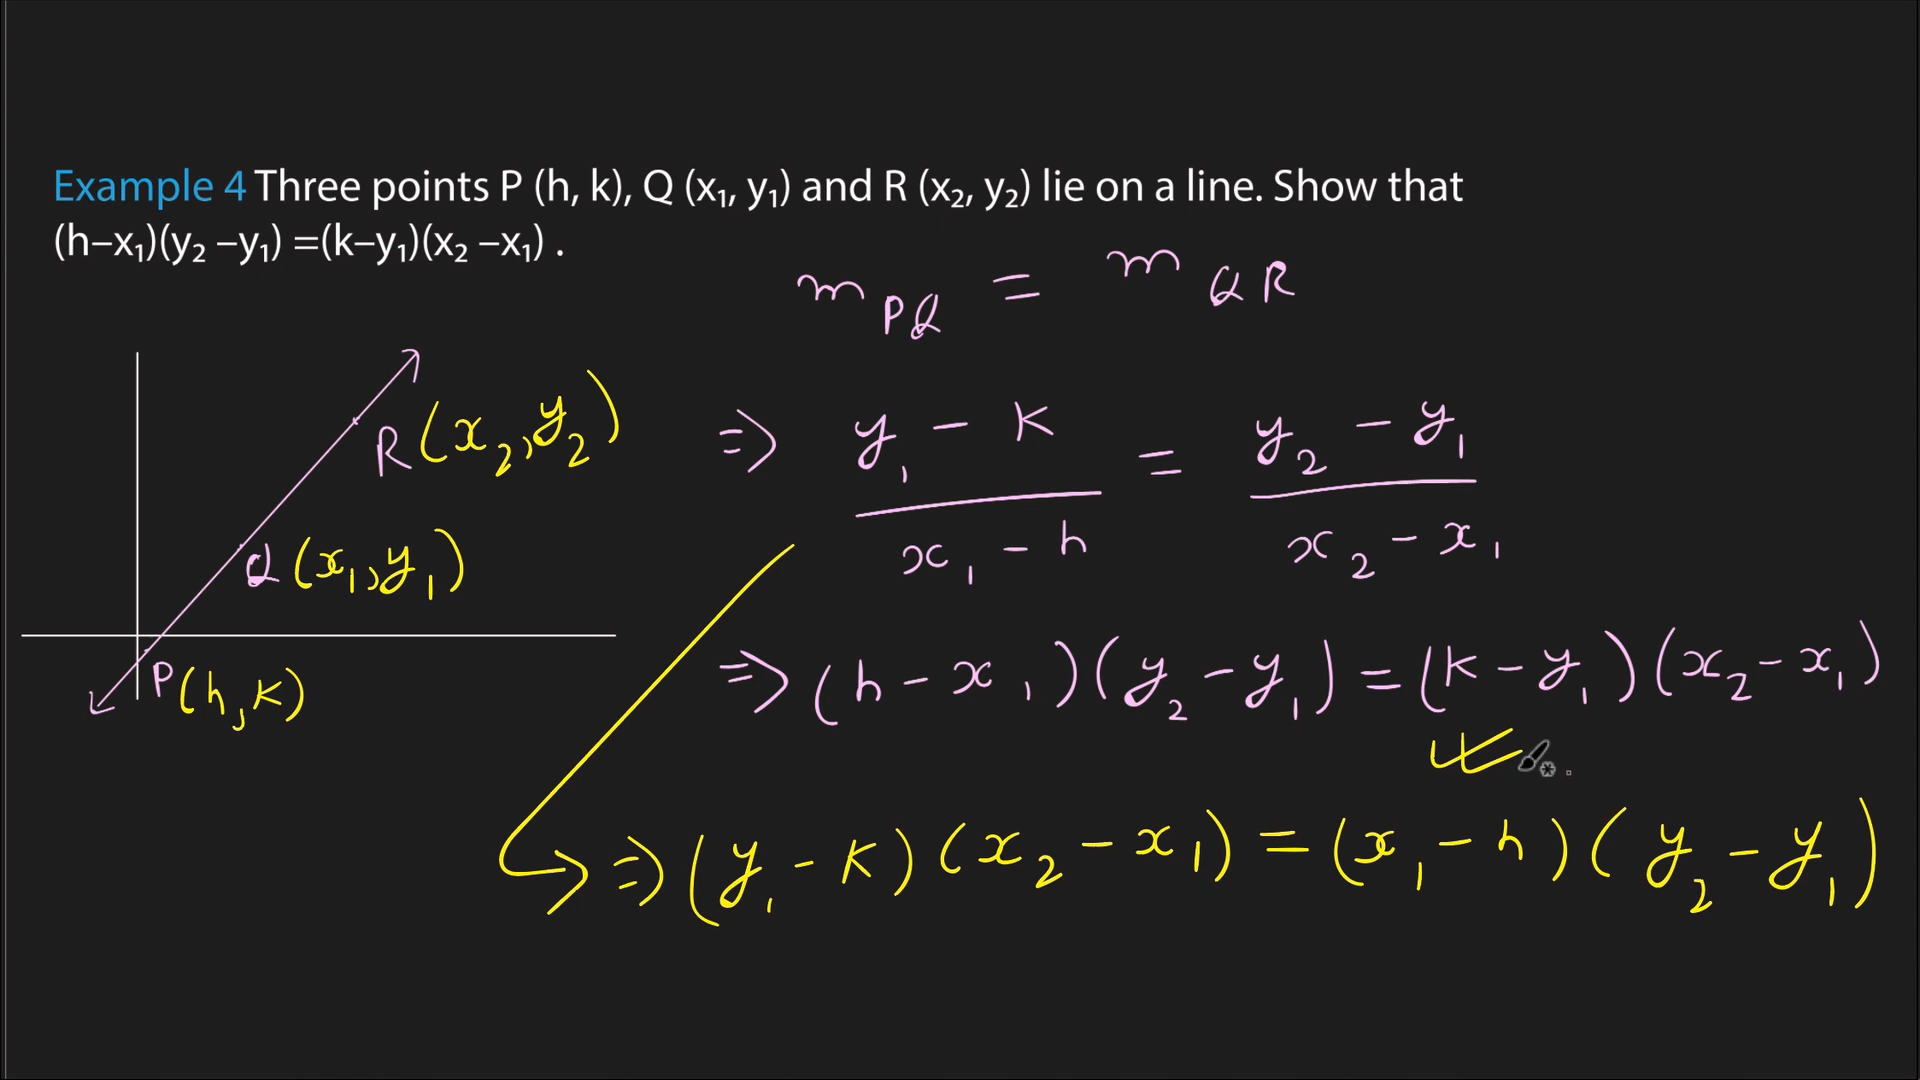 Example 4 Three points P (h, k), Q (x₁, y₁) and R (x₂, y₂) lie on a line. Show that
(h–x₁)(y₂ –y₁) =(k–y₁)(x₂ –x₁) .
m PQ = m QR
R (x₂, y₂)
⇒ y₁ – k / x₁ – h = y₂ – y₁ / x₂ – x₁
Q (x₁, y₁)
P (h, k)
⇒ (h – x₁)(y₂ – y₁) = (k – y₁)(x₂ – x₁)
⇒ (y₁ – k)(x₂ – x₁) = (x₁ – h)(y₂ – y₁)